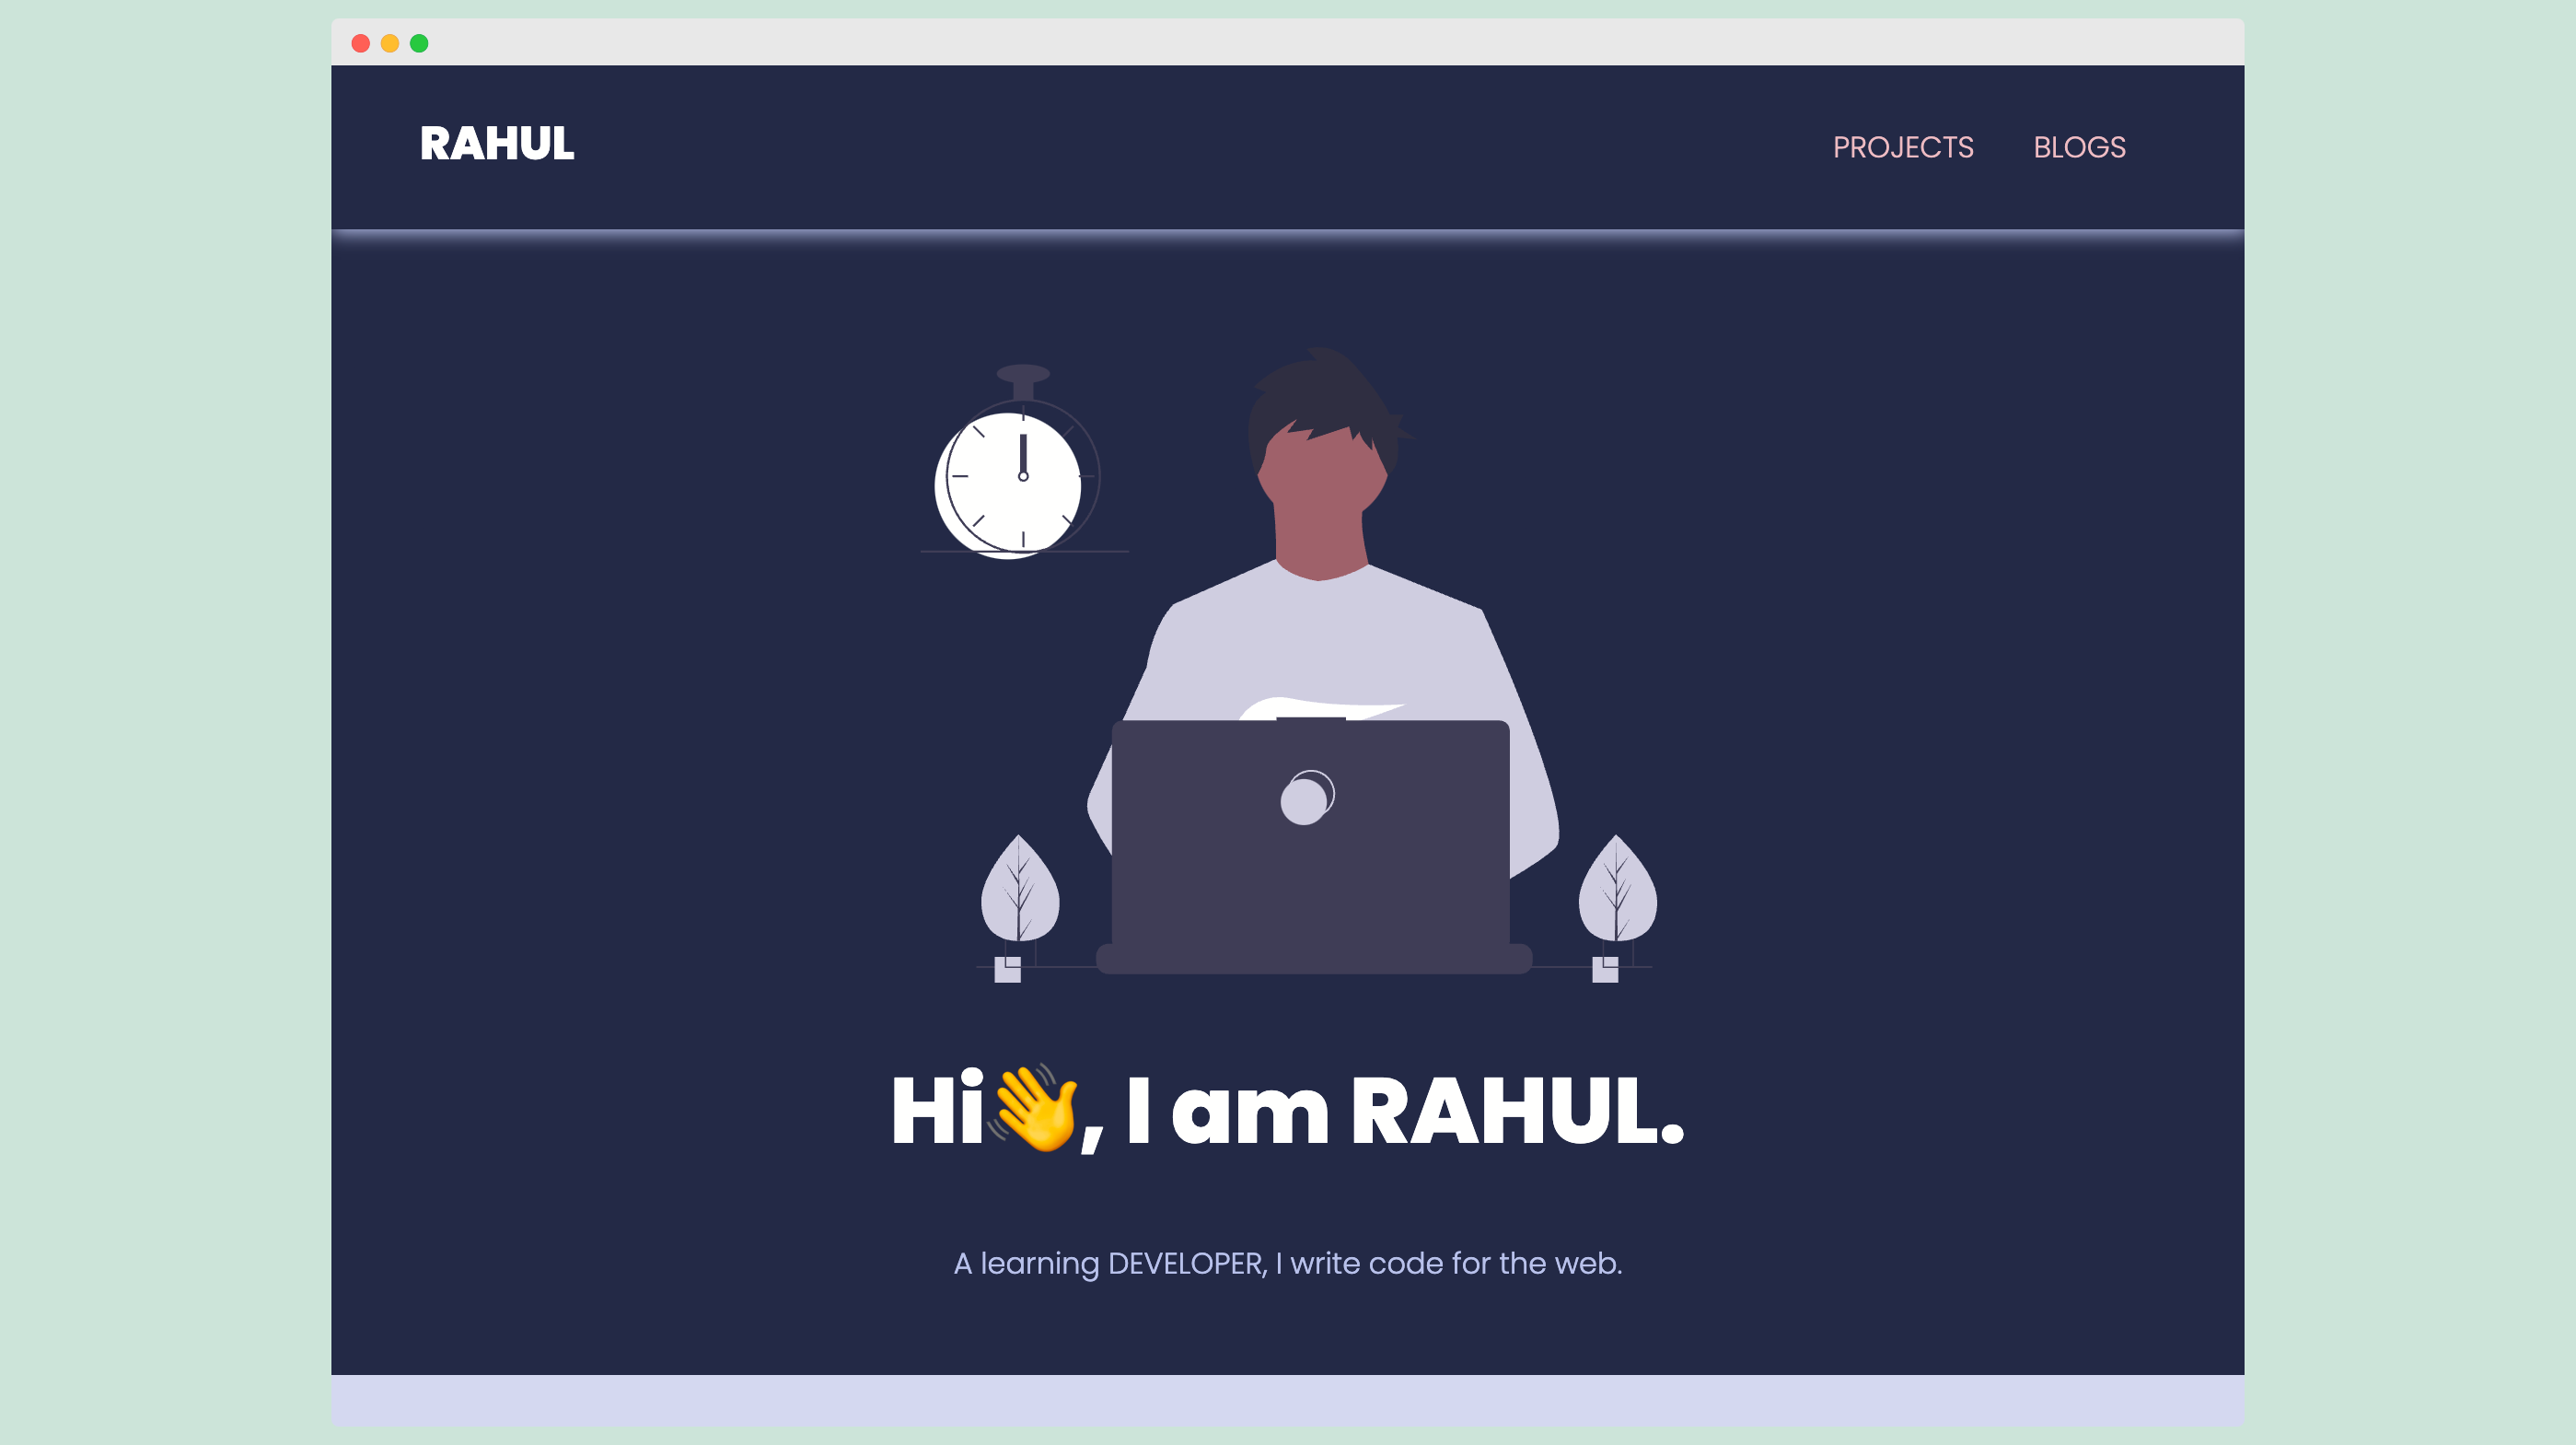 RAHUL
PROJECTS BLOGS
Hi👋, I am RAHUL.
A learning DEVELOPER, I write code for the web.